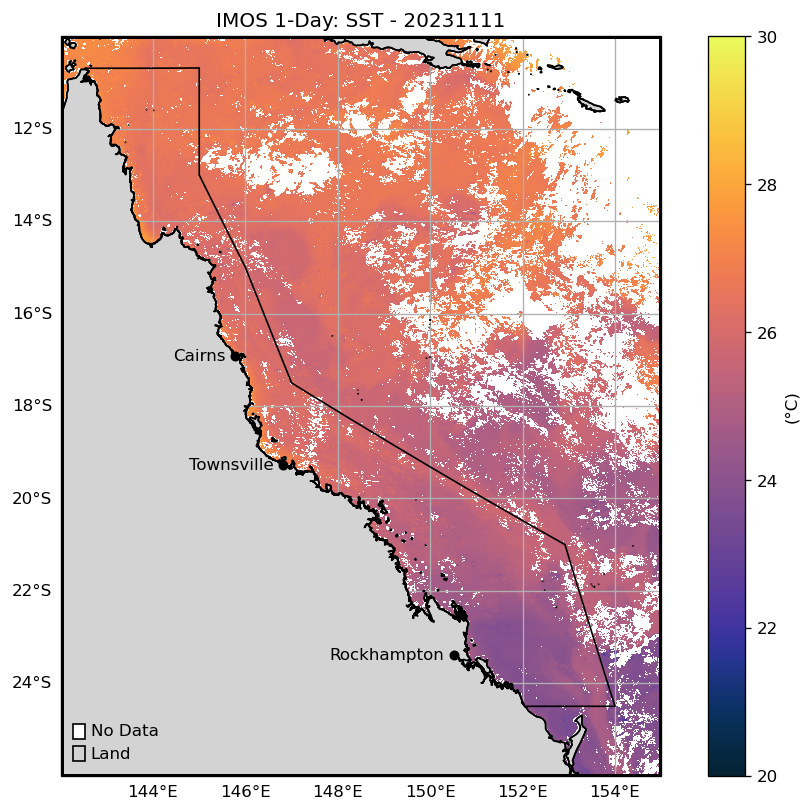 IMOS 1-Day: SST - 20231111
30
12°S
28
14°S
16°S
26
Cairns
(°C)
18°S
Townsville
24
20°S
22°S
22
Rockhampton
24°S
No Data
Land
20
144°E 146°E 148°E 150°E 152°E 154°E